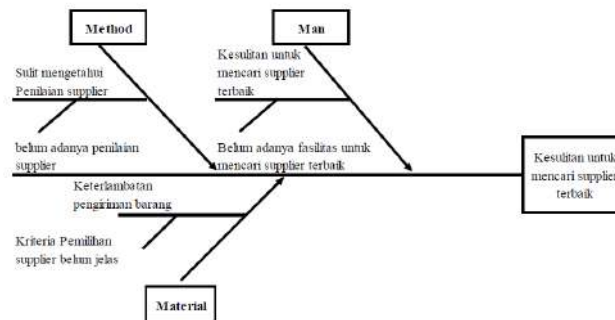 Method
Man
Sulit mengetahui
Penilaian supplier
Kesulitan untuk
mencari supplier
terbaik
belum adanya penilaian
supplier
Belum adanya fasilitas untuk
mencari supplier terbaik
Kesulitan untuk
mencari supplier
terbaik
Keterlambatan
pengiriman barang
Kriteria Pemilihan
supplier belum jelas
Material